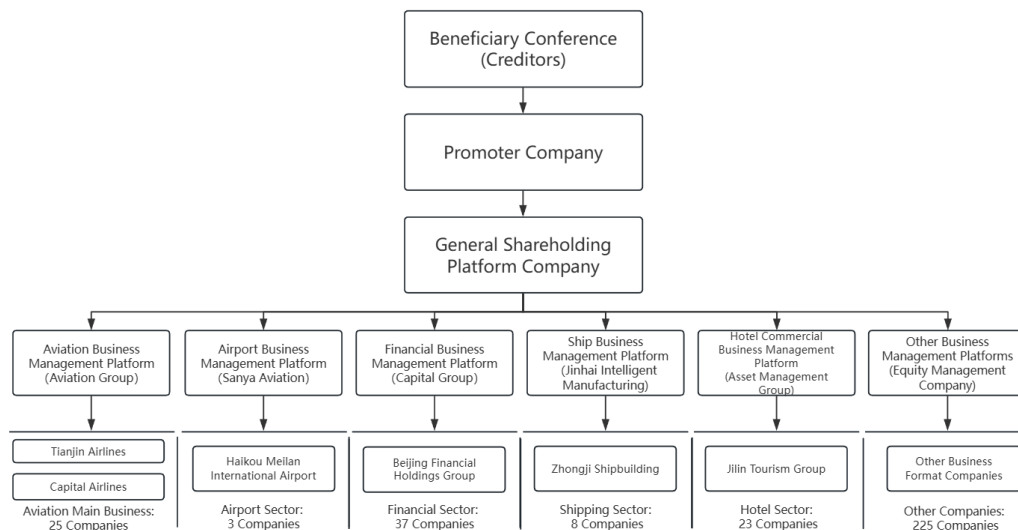 Beneficiary Conference
(Creditors)
Promoter Company
General Shareholding
Platform Company
Aviation Business
Management Platform
(Aviation Group)
Airport Business
Management Platform
(Sanya Aviation)
Financial Business
Management Platform
(Capital Group)
Ship Business
Management Platform
(Jinhai Intelligent
Manufacturing)
Hotel Commercial
Business Management
Platform
(Asset Management
Group)
Other Business
Management Platforms
(Equity Management
Company)
Tianjin Airlines
Capital Airlines
Aviation Main Business:
25 Companies
Haikou Meilan
International Airport
Airport Sector:
3 Companies
Beijing Financial
Holdings Group
Financial Sector:
37 Companies
Zhongji Shipbuilding
Shipping Sector:
8 Companies
Jilin Tourism Group
Hotel Sector:
23 Companies
Other Business
Format Companies
Other Companies:
225 Companies